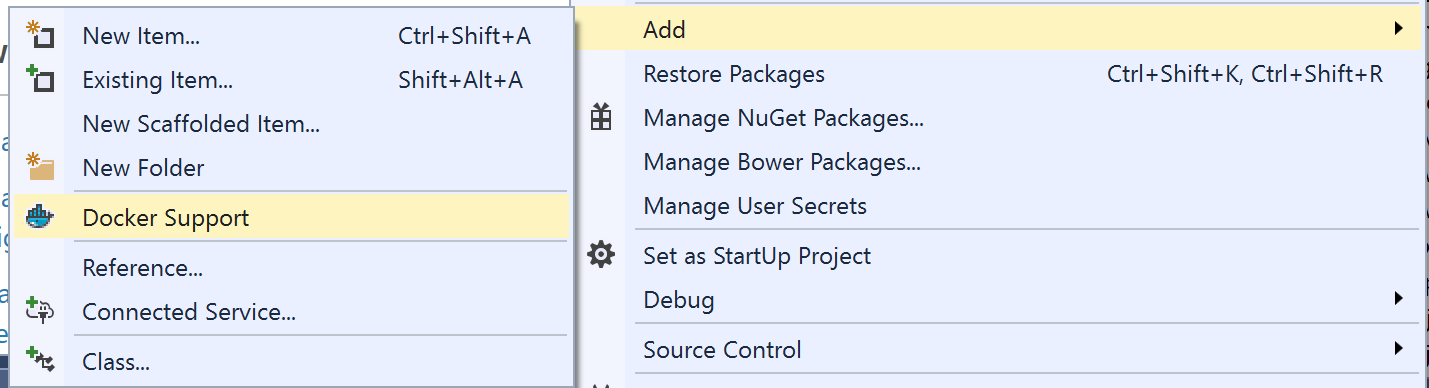 New Item... Ctrl+Shift+A
Existing Item... Shift+Alt+A
New Scaffolded Item...
New Folder
Docker Support
Reference...
Connected Service...
Class...
Add
Restore Packages Ctrl+Shift+K, Ctrl+Shift+R
Manage NuGet Packages...
Manage Bower Packages...
Manage User Secrets
Set as StartUp Project
Debug
Source Control